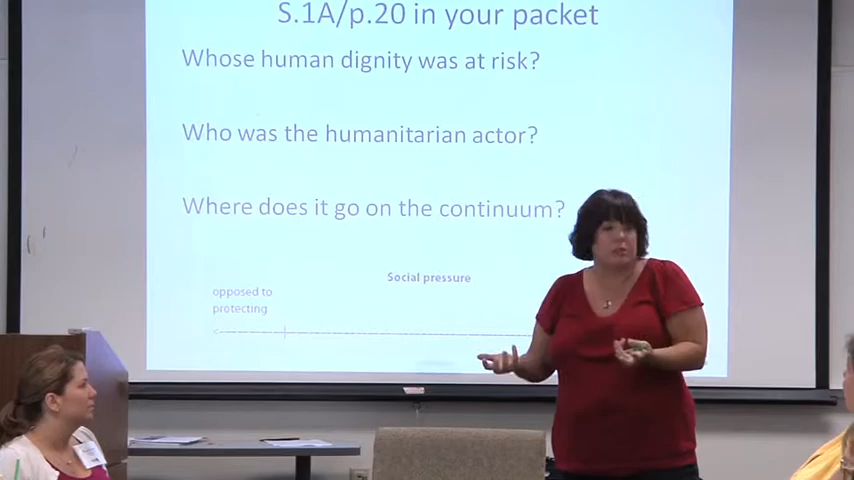 S.1A/p.20 in your packet
Whose human dignity was at risk?
Who was the humanitarian actor?
Where does it go on the continuum?
Social pressure
opposed to
protecting